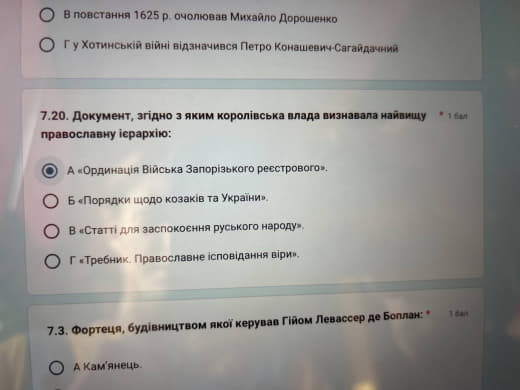 В повстання 1625 р. очолював Михайло Дорошенко
Г у Хотинській війні відзначився Петро Конашевич-Сагайдачний
7.20. Документ, згідно з яким королівська влада визнавала найвищу * 1 бал
православну ієрархію:
А «Ординація Війська Запорізького реєстрового».
Б «Порядки щодо козаків та України».
В «Статті для заспокоєння руського народу».
Г «Требник. Православне ісповідання віри».
7.3. Фортеця, будівництвом якої керував Гійом Левассер де Боплан: * 1 бал
А Кам'янець.